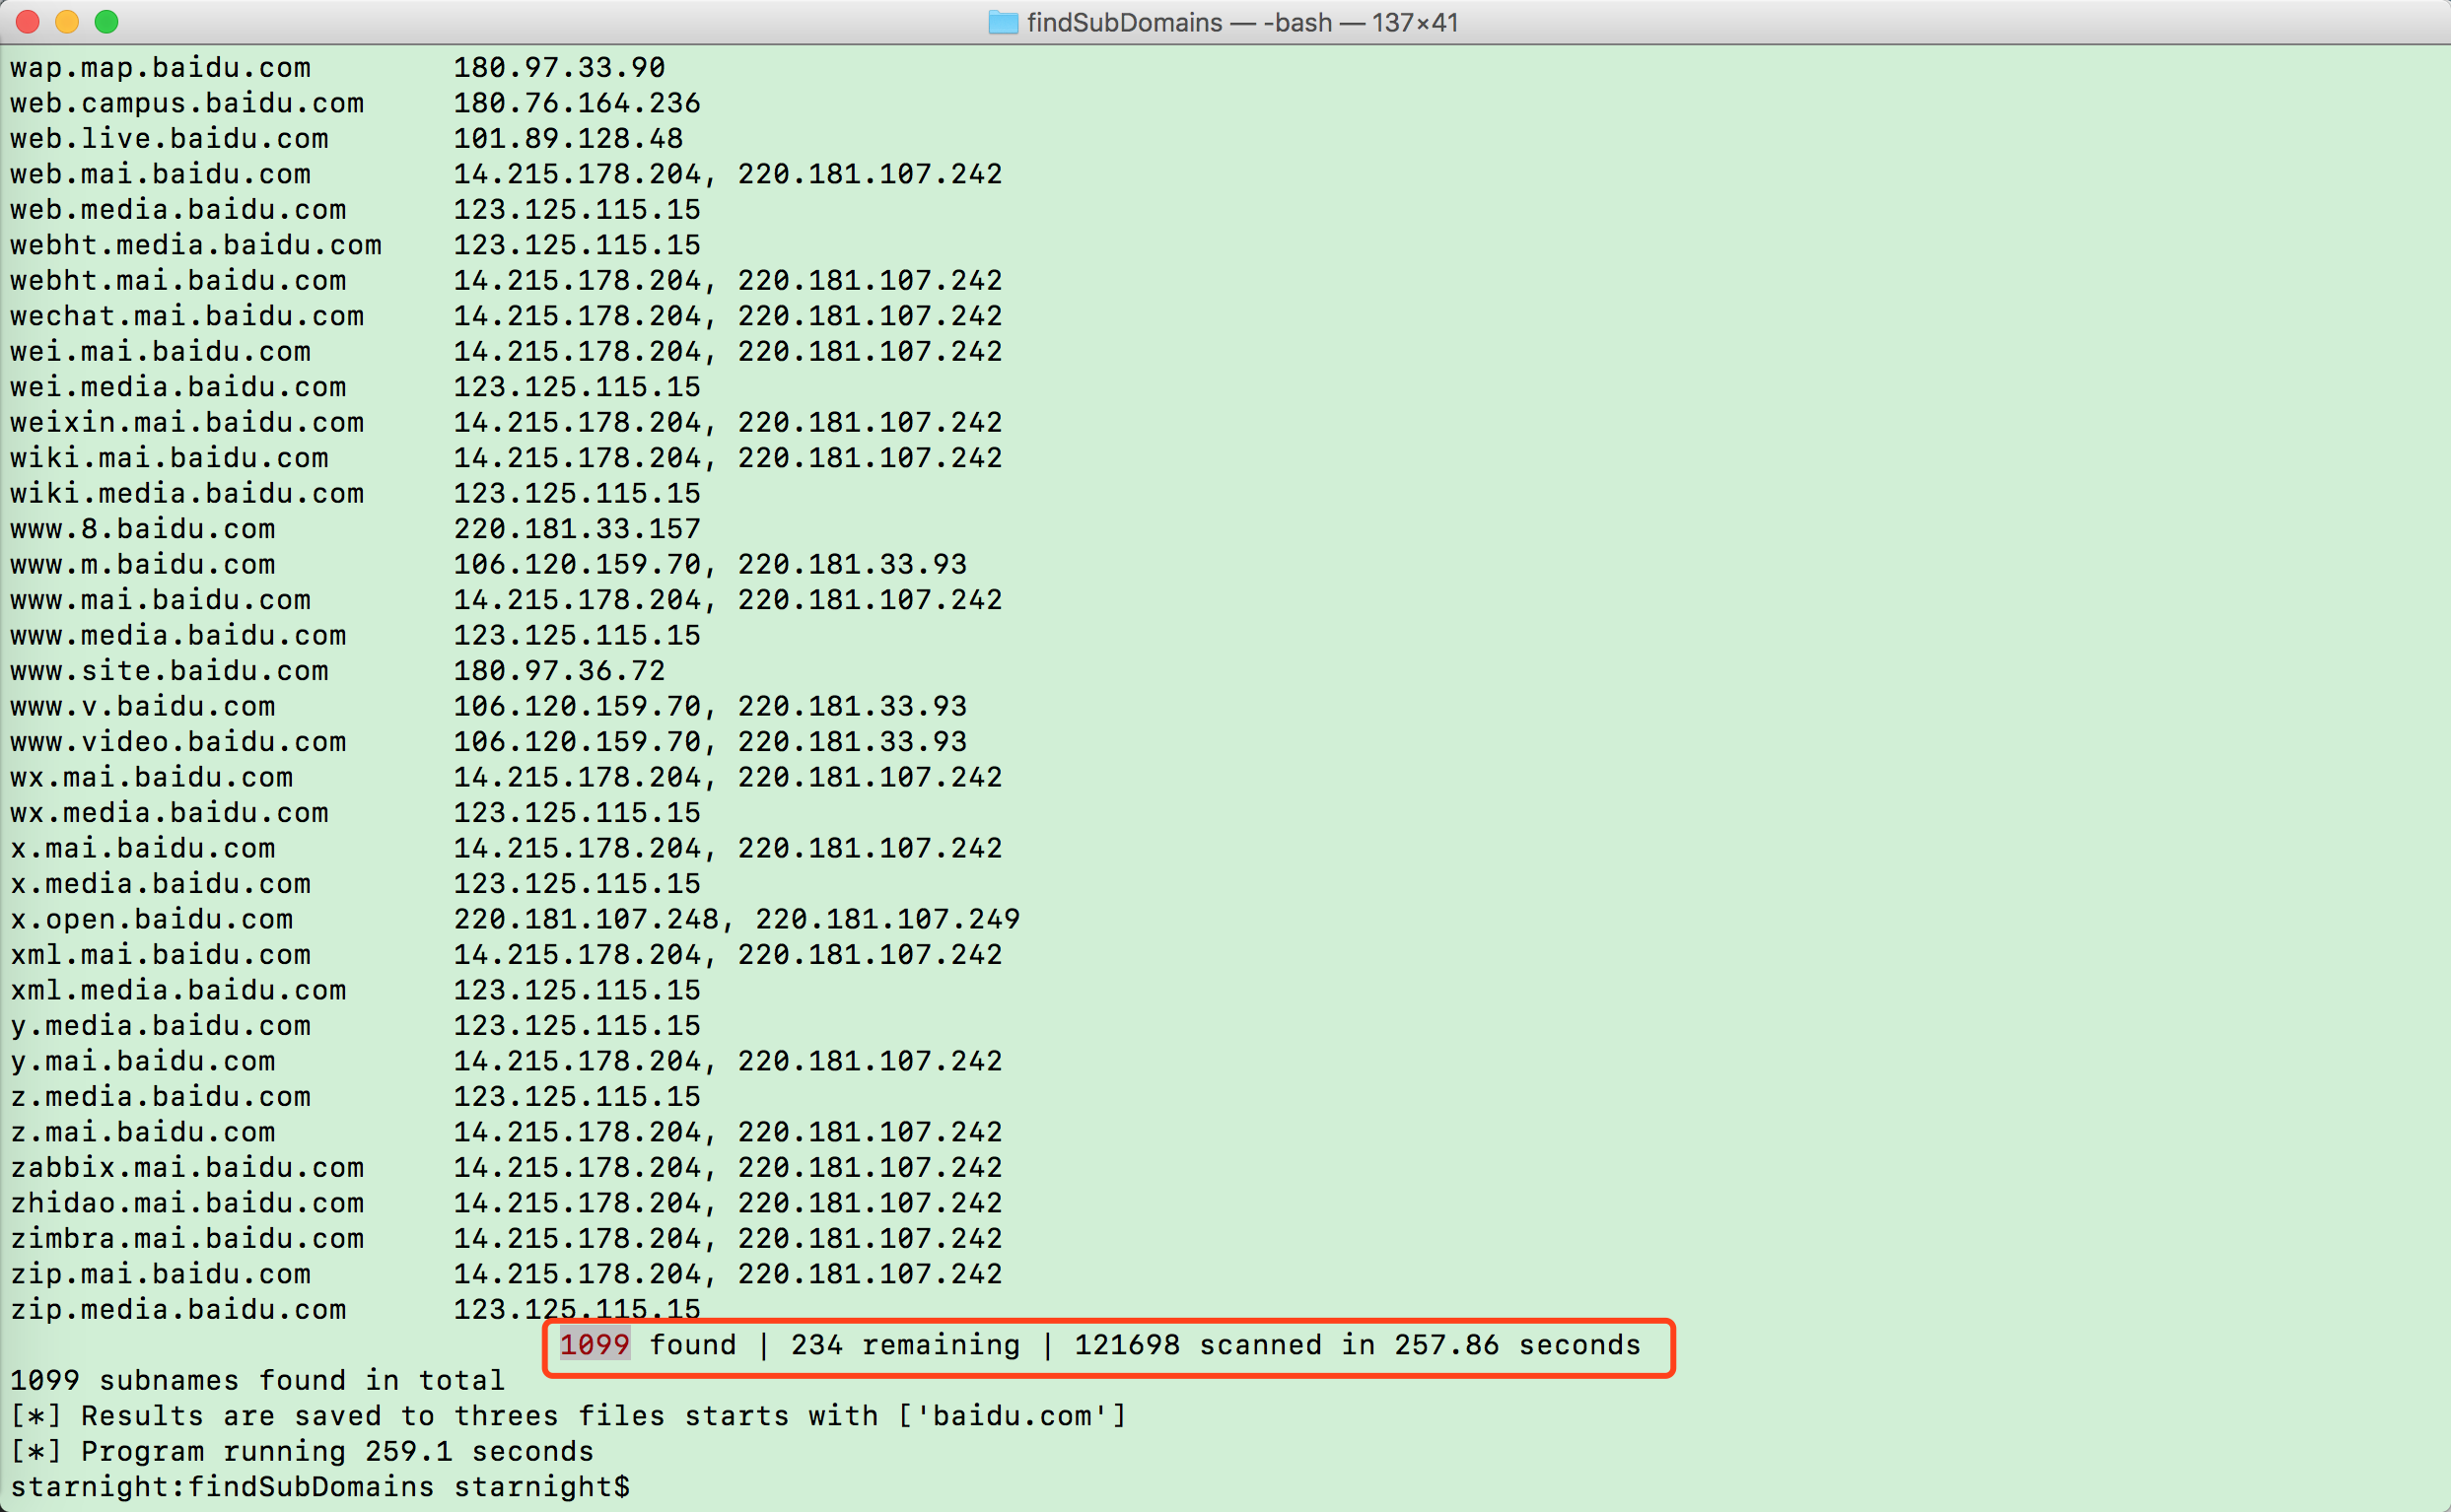 findSubDomains — -bash — 137×41
wap.map.baidu.com 180.97.33.90
web.campus.baidu.com 180.76.164.236
web.live.baidu.com 101.89.128.48
web.mai.baidu.com 14.215.178.204, 220.181.107.242
web.media.baidu.com 123.125.115.15
webht.media.baidu.com 123.125.115.15
webht.mai.baidu.com 14.215.178.204, 220.181.107.242
wechat.mai.baidu.com 14.215.178.204, 220.181.107.242
wei.mai.baidu.com 14.215.178.204, 220.181.107.242
wei.media.baidu.com 123.125.115.15
weixin.mai.baidu.com 14.215.178.204, 220.181.107.242
wiki.mai.baidu.com 14.215.178.204, 220.181.107.242
wiki.media.baidu.com 123.125.115.15
www.8.baidu.com 220.181.33.157
www.m.baidu.com 106.120.159.70, 220.181.33.93
www.mai.baidu.com 14.215.178.204, 220.181.107.242
www.media.baidu.com 123.125.115.15
www.site.baidu.com 180.97.36.72
www.v.baidu.com 106.120.159.70, 220.181.33.93
www.video.baidu.com 106.120.159.70, 220.181.33.93
wx.mai.baidu.com 14.215.178.204, 220.181.107.242
wx.media.baidu.com 123.125.115.15
x.mai.baidu.com 14.215.178.204, 220.181.107.242
x.media.baidu.com 123.125.115.15
x.open.baidu.com 220.181.107.248, 220.181.107.249
xml.mai.baidu.com 14.215.178.204, 220.181.107.242
xml.media.baidu.com 123.125.115.15
y.media.baidu.com 123.125.115.15
y.mai.baidu.com 14.215.178.204, 220.181.107.242
z.media.baidu.com 123.125.115.15
z.mai.baidu.com 14.215.178.204, 220.181.107.242
zabbix.mai.baidu.com 14.215.178.204, 220.181.107.242
zhidao.mai.baidu.com 14.215.178.204, 220.181.107.242
zimbra.mai.baidu.com 14.215.178.204, 220.181.107.242
zip.mai.baidu.com 14.215.178.204, 220.181.107.242
zip.media.baidu.com 123.125.115.15
1099 found | 234 remaining | 121698 scanned in 257.86 seconds
1099 subnames found in total
[*] Results are saved to threes files starts with ['baidu.com']
[*] Program running 259.1 seconds
starnight:findSubDomains starnight$